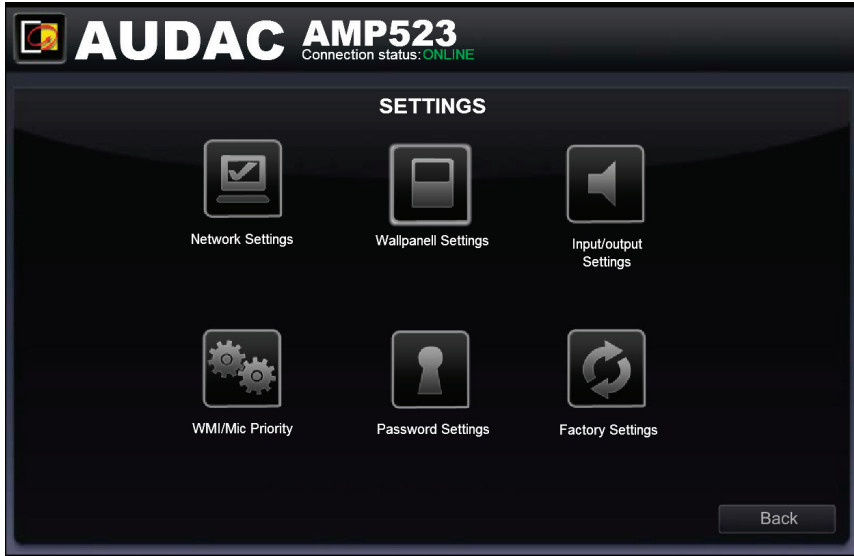 AUDAC AMP523
Connection status: ONLINE
SETTINGS
Network Settings
Wallpanell Settings
Input/output
Settings
WMI/Mic Priority
Password Settings
Factory Settings
Back